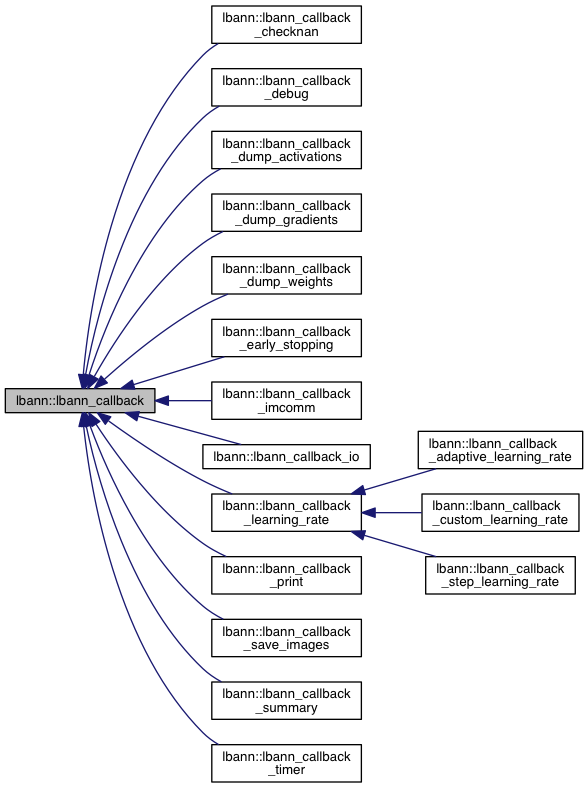 lbann::lbann_callback
_checknan
lbann::lbann_callback
_debug
lbann::lbann_callback
_dump_activations
lbann::lbann_callback
_dump_gradients
lbann::lbann_callback
_dump_weights
lbann::lbann_callback
_early_stopping
lbann::lbann_callback
lbann::lbann_callback
_imcomm
lbann::lbann_callback_io
lbann::lbann_callback
_learning_rate
lbann::lbann_callback
_adaptive_learning_rate
lbann::lbann_callback
_custom_learning_rate
lbann::lbann_callback
_step_learning_rate
lbann::lbann_callback
_print
lbann::lbann_callback
_save_images
lbann::lbann_callback
_summary
lbann::lbann_callback
_timer